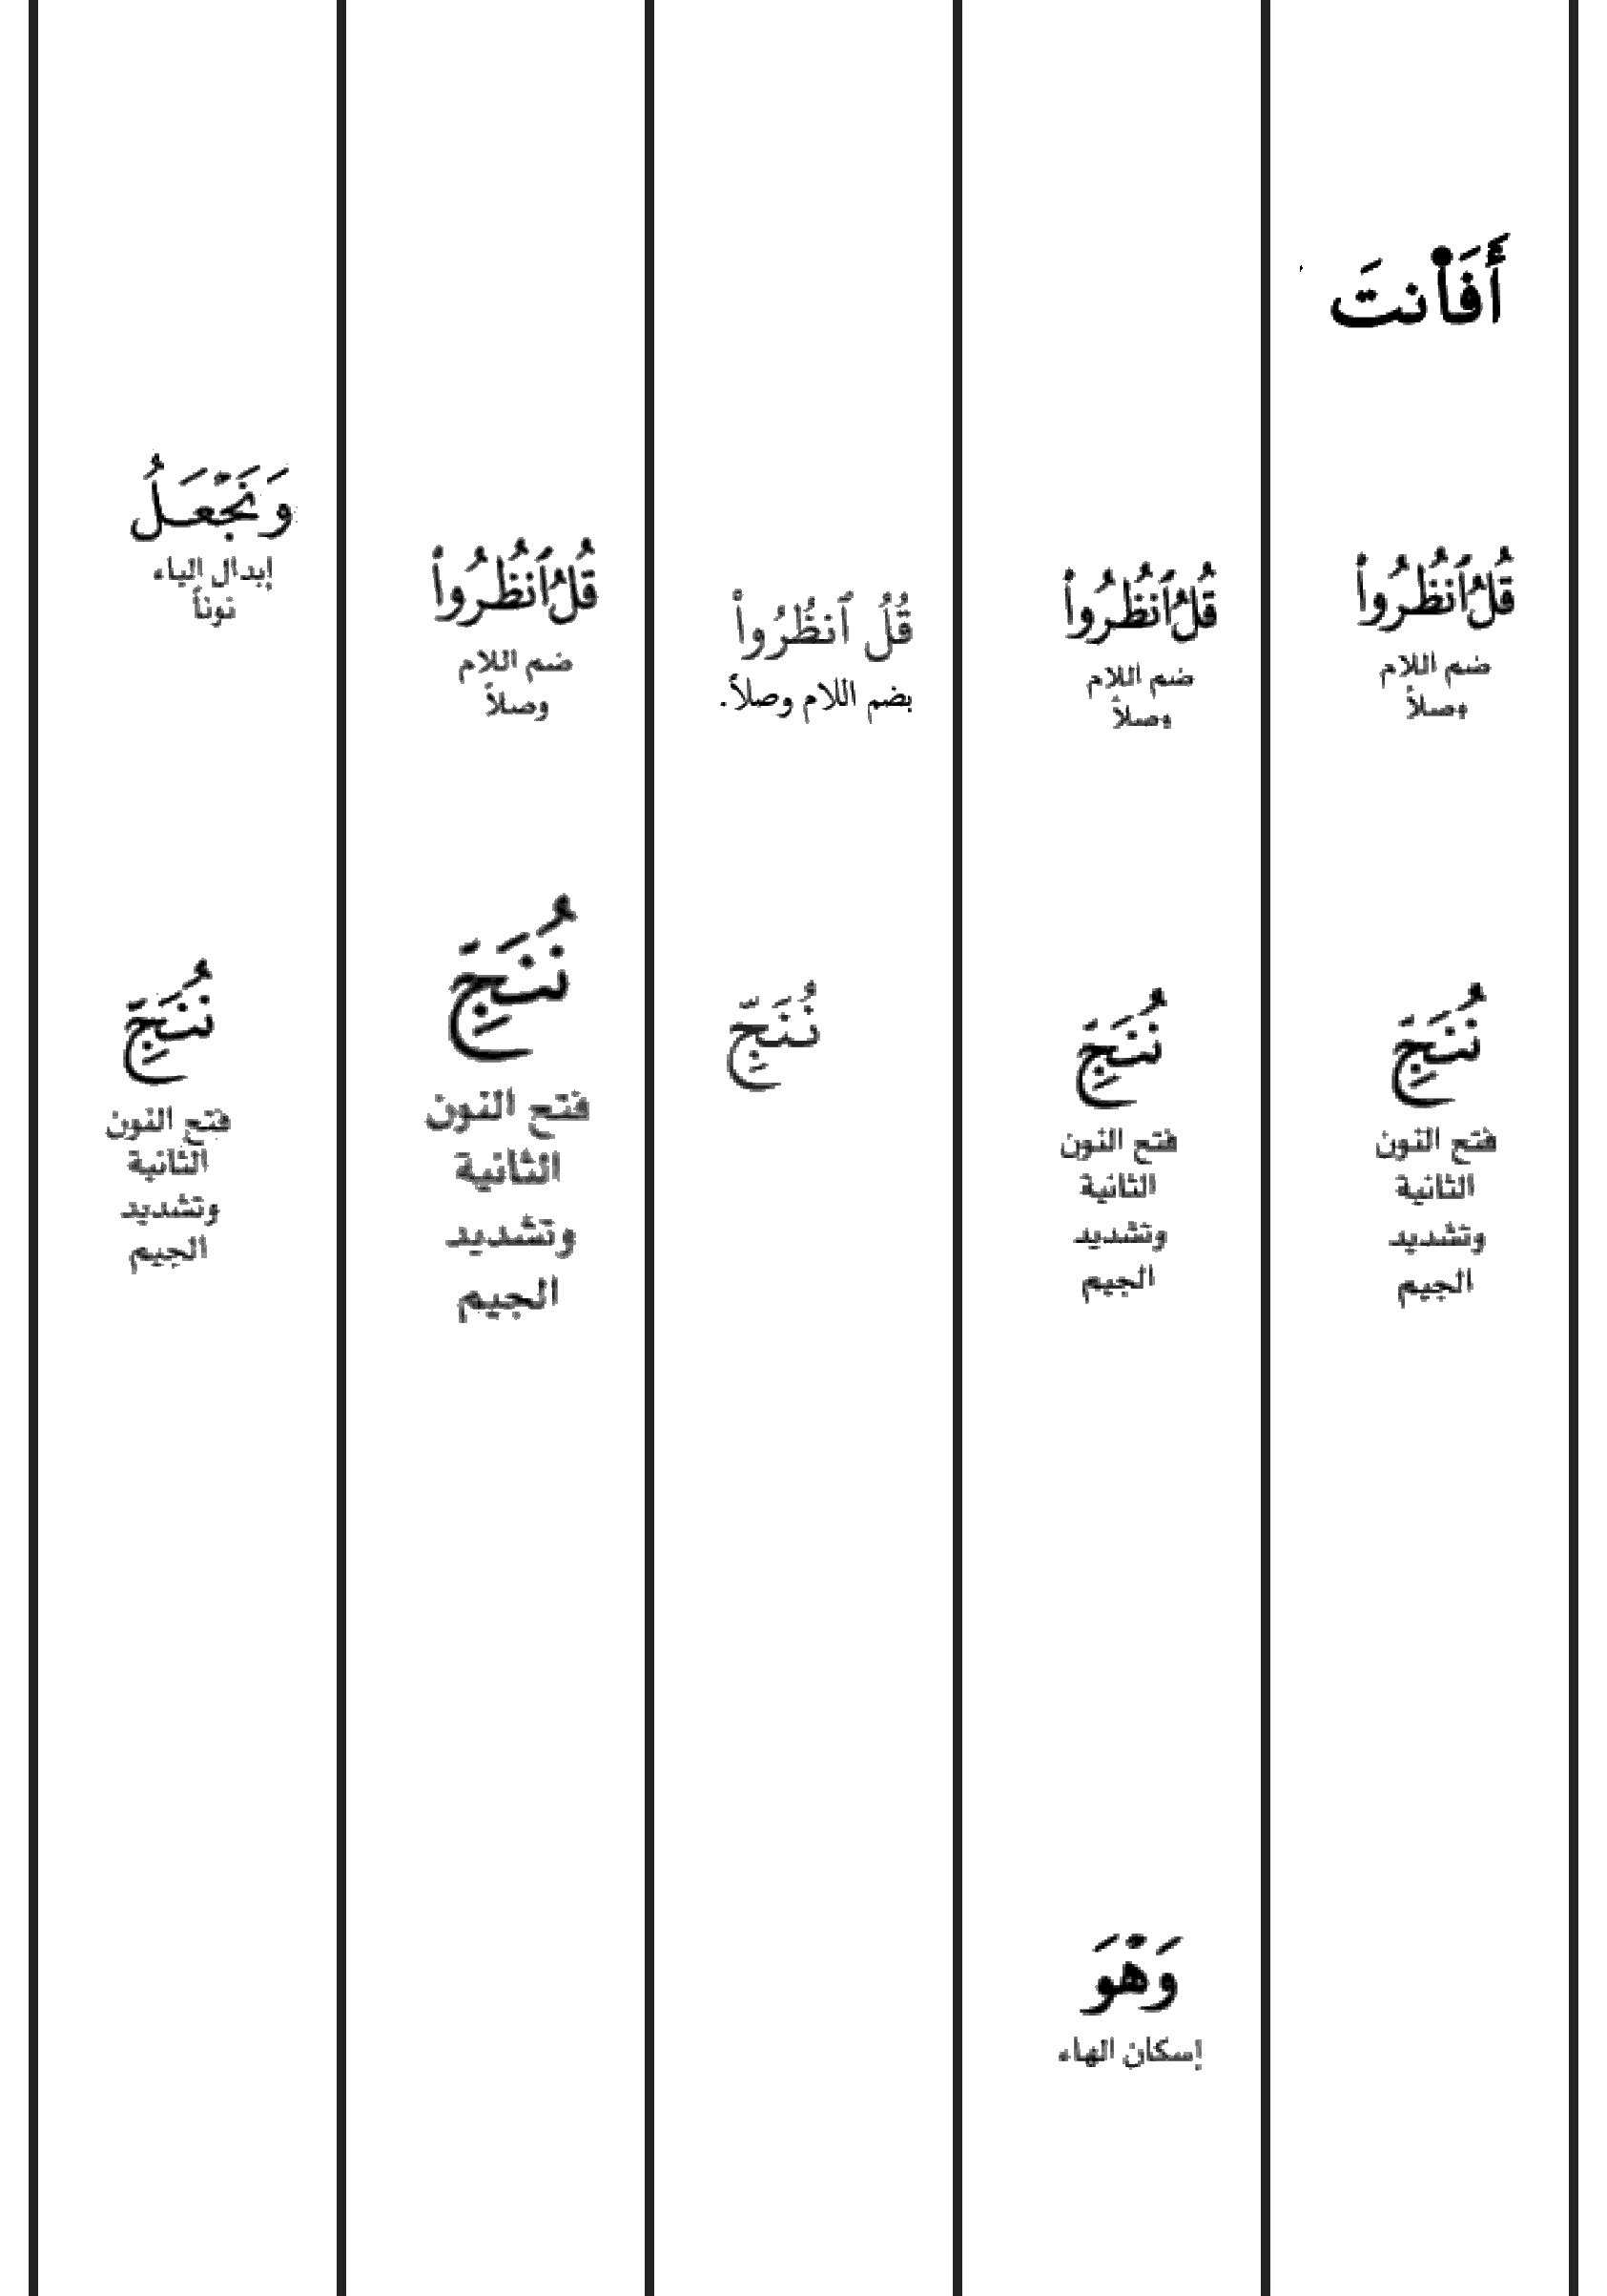 أَفَاْنتَ
قُلُ ٱنظُرُواْ
ضم اللام
وصلاً
نُنَجِّ
فتح النون
الثانية
وتشديد
الجيم
قُلُ ٱنظُرُواْ
ضم اللام
وصلاً
نُنَجِّ
فتح النون
الثانية
وتشديد
الجيم
وَهْوَ
إسكان الهاء
قُلُ ٱنظُرُواْ
بضم اللام وصلاً.
نُنَجِّ
قُلُ ٱنظُرُواْ
ضم اللام
وصلاً
نُنَجِّ
فتح النون
الثانية
وتشديد
الجيم
وَنَجْعَلُ
إبدال الياء
نوناً
نُنَجِّ
فتح النون
الثانية
وتشديد
الجيم